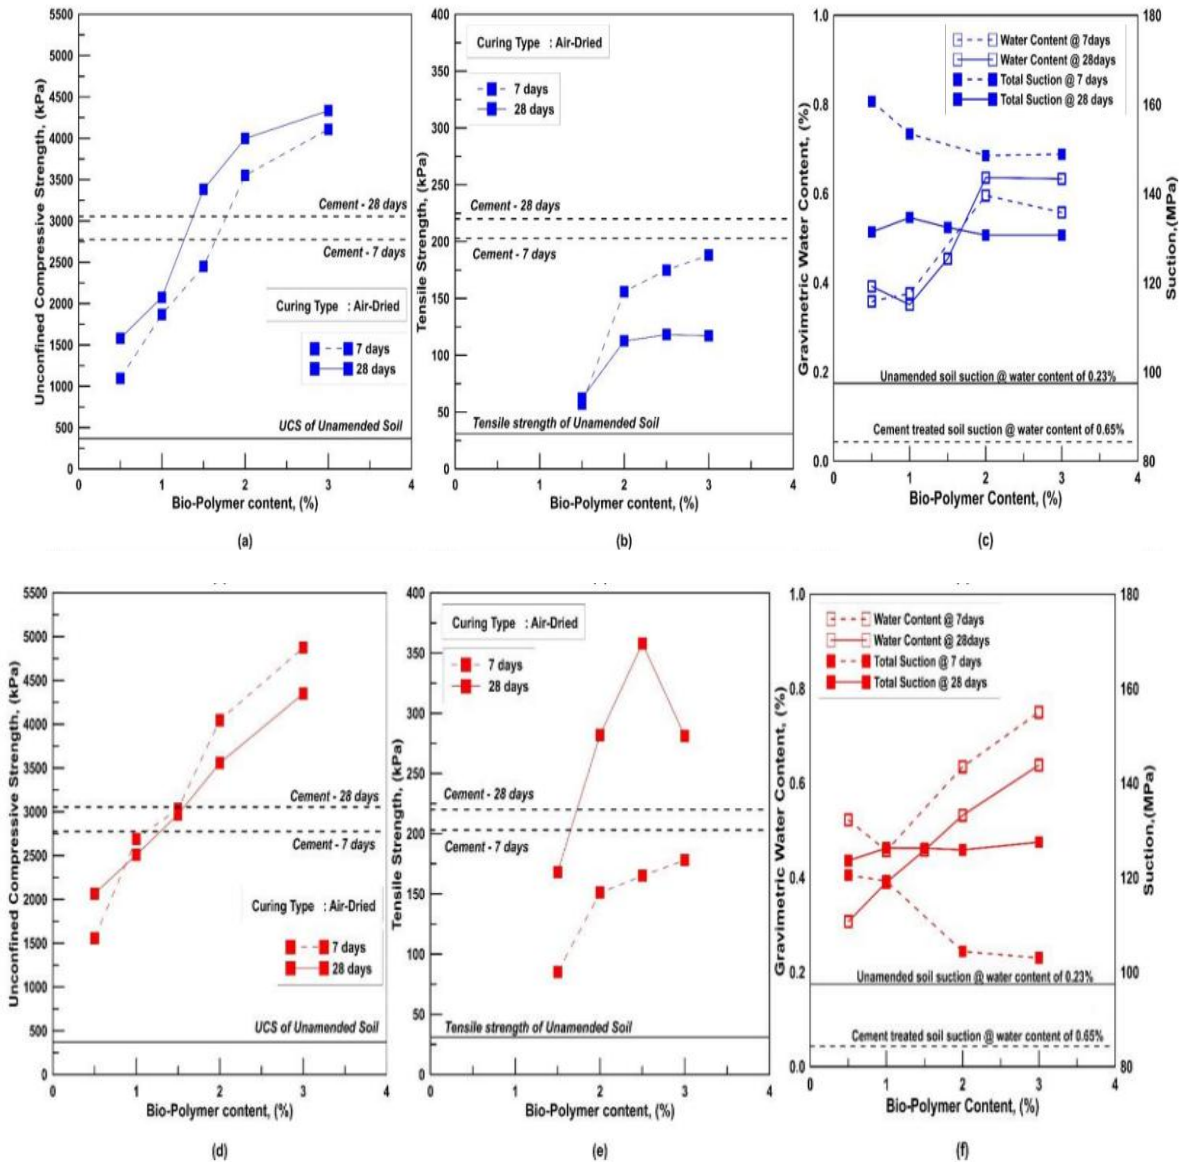 5500
5000
4500
4000
3500
3000
2500
2000
1500
1000
500
0
Unconfined Compressive Strength, (kPa)
Cement - 28 days
Cement - 7 days
Curing Type : Air-Dried
7 days
28 days
UCS of Unamended Soil
0 1 2 3 4
Bio-Polymer content, (%)
(a)
400
350
300
250
200
150
100
50
0
Tensile Strength, (kPa)
Curing Type : Air-Dried
7 days
28 days
Cement - 28 days
Cement - 7 days
Tensile strength of Unamended Soil
0 1 2 3 4
Bio-Polymer content, (%)
(b)
1.0
0.8
0.6
0.4
0.2
0.0
Gravimetric Water Content, (%)
Water Content @ 7days
Water Content @ 28days
Total Suction @ 7 days
Total Suction @ 28 days
Unamended soil suction @ water content of 0.23%
Cement treated soil suction @ water content of 0.65%
180
160
140
120
100
80
Suction,(MPa)
0 1 2 3 4
Bio-Polymer Content, (%)
(c)
5500
5000
4500
4000
3500
3000
2500
2000
1500
1000
500
0
Unconfined Compressive Strength, (kPa)
Cement - 28 days
Cement - 7 days
Curing Type : Air-Dried
7 days
28 days
UCS of Unamended Soil
0 1 2 3 4
Bio-Polymer content, (%)
(d)
400
350
300
250
200
150
100
50
0
Tensile Strength, (kPa)
Curing Type : Air-Dried
7 days
28 days
Cement - 28 days
Cement - 7 days
Tensile strength of Unamended Soil
0 1 2 3 4
Bio-Polymer content, (%)
(e)
1.0
0.8
0.6
0.4
0.2
0.0
Gravimetric Water Content, (%)
Water Content @ 7days
Water Content @ 28days
Total Suction @ 7 days
Total Suction @ 28 days
Unamended soil suction @ water content of 0.23%
Cement treated soil suction @ water content of 0.65%
180
160
140
120
100
80
Suction,(MPa)
0 1 2 3 4
Bio-Polymer Content, (%)
(f)